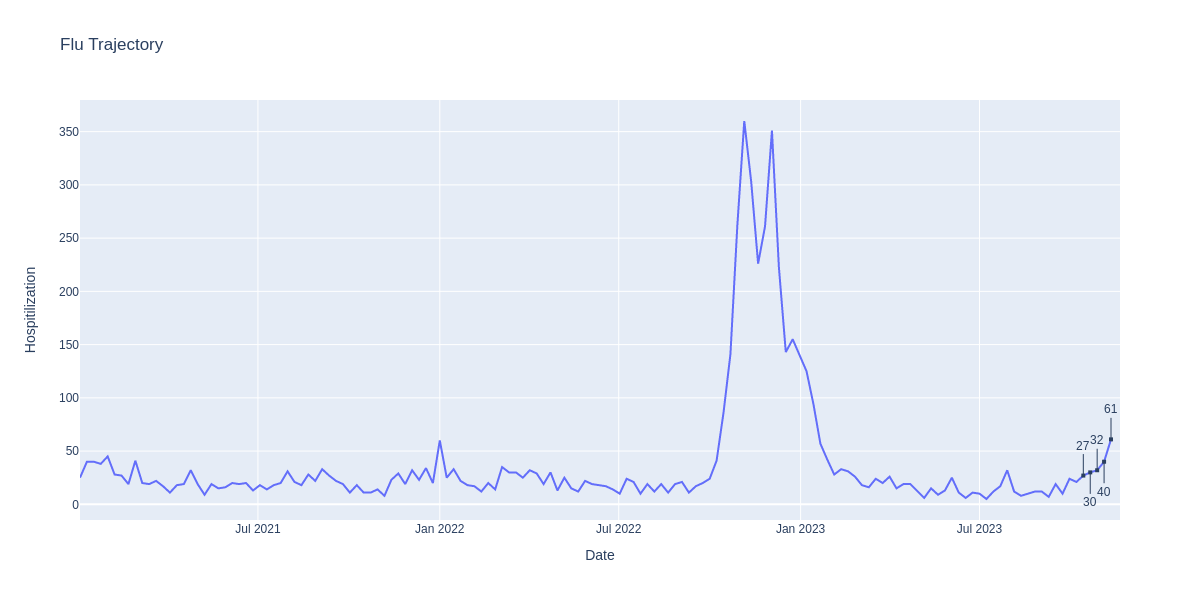 Flu Trajectory
Hospitilization
350
300
250
200
150
100
50
0
61
27
32
30
40
Jul 2021
Jan 2022
Jul 2022
Jan 2023
Jul 2023
Date